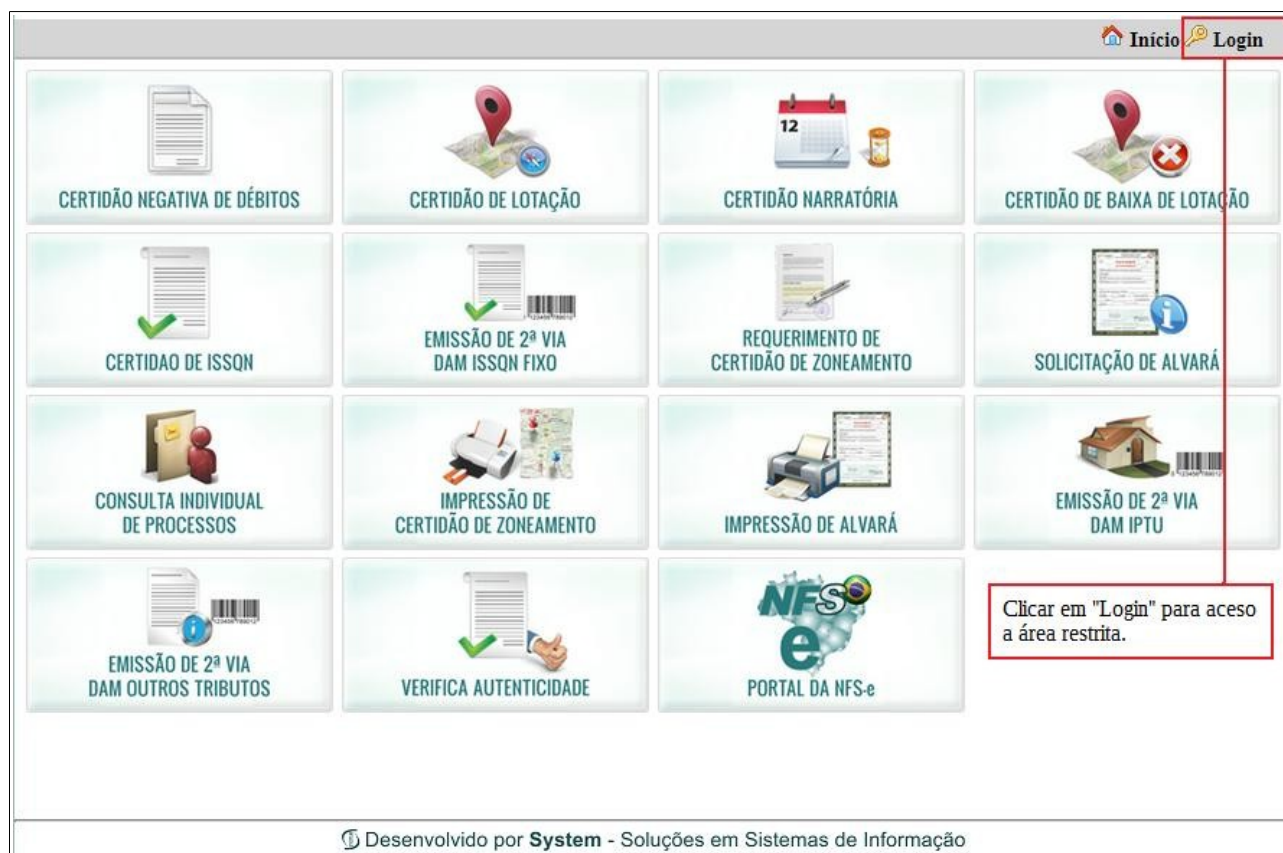 Início Login
CERTIDÃO NEGATIVA DE DÉBITOS
CERTIDÃO DE LOTAÇÃO
12
CERTIDÃO NARRATÓRIA
CERTIDÃO DE BAIXA DE LOTAÇÃO
CERTIDAO DE ISSQN
EMISSÃO DE 2ª VIA
DAM ISSQN FIXO
REQUERIMENTO DE
CERTIDÃO DE ZONEAMENTO
SOLICITAÇÃO DE ALVARÁ
CONSULTA INDIVIDUAL
DE PROCESSOS
IMPRESSÃO DE
CERTIDÃO DE ZONEAMENTO
IMPRESSÃO DE ALVARÁ
EMISSÃO DE 2ª VIA
DAM IPTU
EMISSÃO DE 2ª VIA
DAM OUTROS TRIBUTOS
VERIFICA AUTENTICIDADE
NFS
e
PORTAL DA NFS-e
Clicar em "Login" para aceso
a área restrita.
Desenvolvido por System - Soluções em Sistemas de Informação